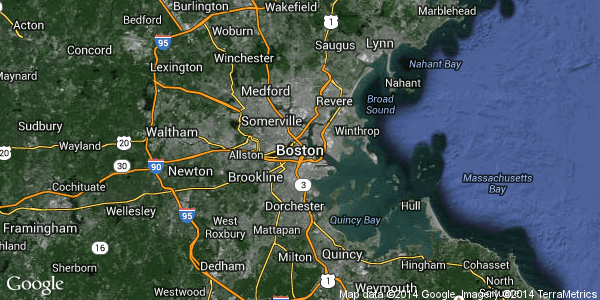 Burlington
Wakefield
Marblehead
Bedford
1
Acton
Woburn
Saugus
Lynn
95
Concord
Winchester
Nahant Bay
Lexington
Nahant
Maynard
Medford
Revere
Broad
Sound
Sudbury
Somerville
Winthrop
Waltham
20
20
Wayland
Allston
Boston
30
90
Newton
Brookline
Massachusetts
Bay
Cochituate
3
Wellesley
Dorchester
Hull
95
Quincy Bay
Framingham
West
Roxbury
Mattapan
16
Quincy
Milton
Sherborn
Dedham
Hingham
Cohasset
North
Google
Westwood
1
Weymouth
Map data ©2014 Google, Imagery ©2014 TerraMetrics